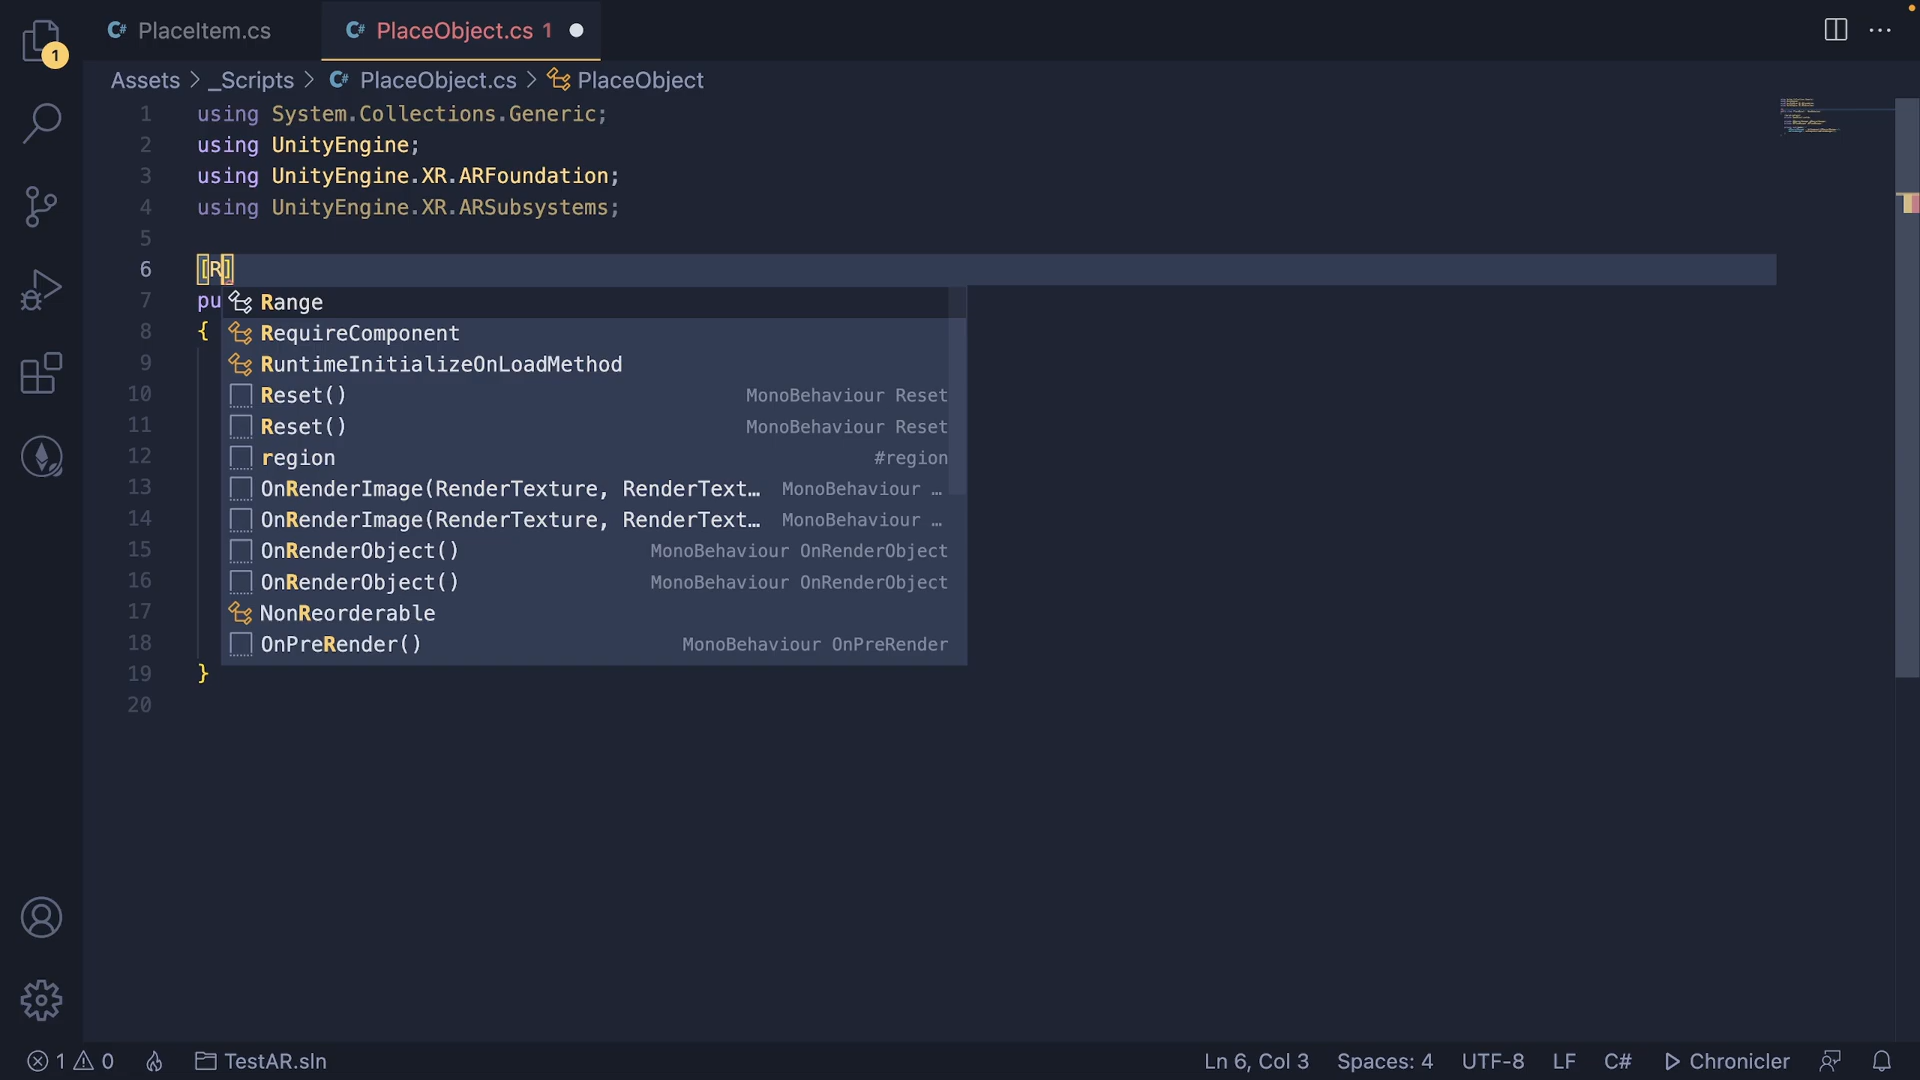 1 PlaceItem.cs PlaceObject.cs 1
Assets > _Scripts > PlaceObject.cs > PlaceObject
1 using System.Collections.Generic;
2 using UnityEngine;
3 using UnityEngine.XR.ARFoundation;
4 using UnityEngine.XR.ARSubsystems;
5
6 [R]
7 pu Range
8 { RequireComponent
9 RuntimeInitializeOnLoadMethod
10 Reset() MonoBehaviour Reset
11 Reset() MonoBehaviour Reset
12 region #region
13 OnRenderImage(RenderTexture, RenderText… MonoBehaviour …
14 OnRenderImage(RenderTexture, RenderText… MonoBehaviour …
15 OnRenderObject() MonoBehaviour OnRenderObject
16 OnRenderObject() MonoBehaviour OnRenderObject
17 NonReorderable
18 OnPreRender() MonoBehaviour OnPreRender
19 }
20
1 0 TestAR.sln Ln 6, Col 3 Spaces: 4 UTF-8 LF C# Chronicler